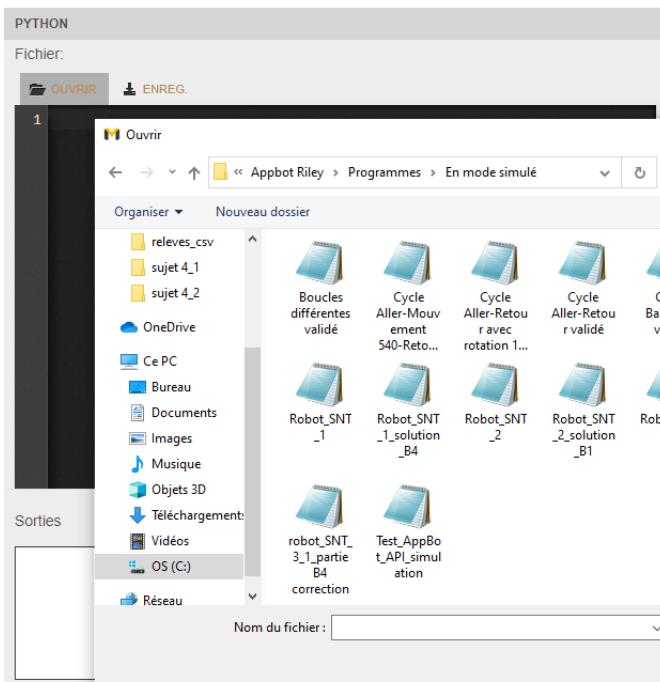 PYTHON
Fichier:
OUVRIR ENREG.
1
Ouvrir
« Appbot Riley > Programmes > En mode simulé
Organiser Nouveau dossier
releves_csv
sujet 4_1
sujet 4_2
OneDrive
Ce PC
Bureau
Documents
Images
Musique
Objets 3D
Téléchargements
Vidéos
OS (C:)
Réseau
Boucles
différentes
validé
Cycle
Aller-Mouv
ement
540-Reto...
Cycle
Aller-Retou
r avec
rotation 1...
Cycle
Aller-Retou
r validé
Robot_SNT
_1
Robot_SNT
_1_solution
_B4
Robot_SNT
_2
Robot_SNT
_2_solution
_B1
robot_SNT_
3_1_partie
B4
correction
Test_AppBo
t_API_simul
ation
Sorties
Nom du fichier :